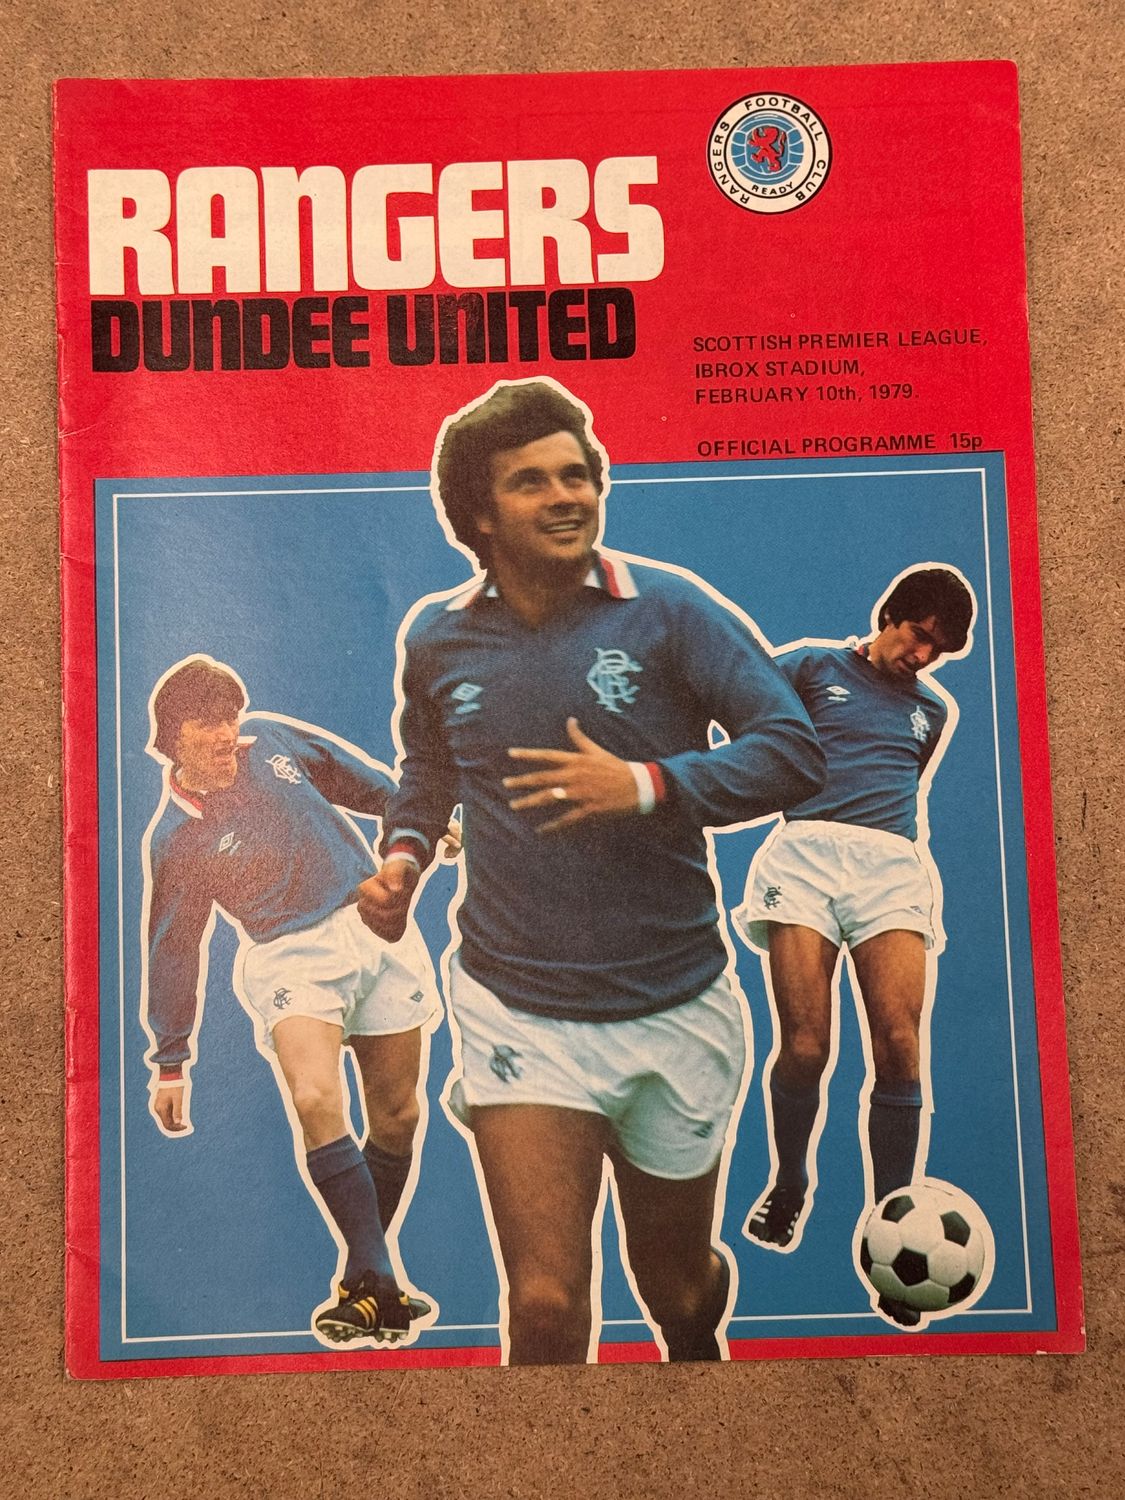 RANGERS FOOTBALL CLUB
READY
RANGERS
DUNDEE UNITED
SCOTTISH PREMIER LEAGUE,
IBROX STADIUM,
FEBRUARY 10th, 1979.
OFFICIAL PROGRAMME 15p